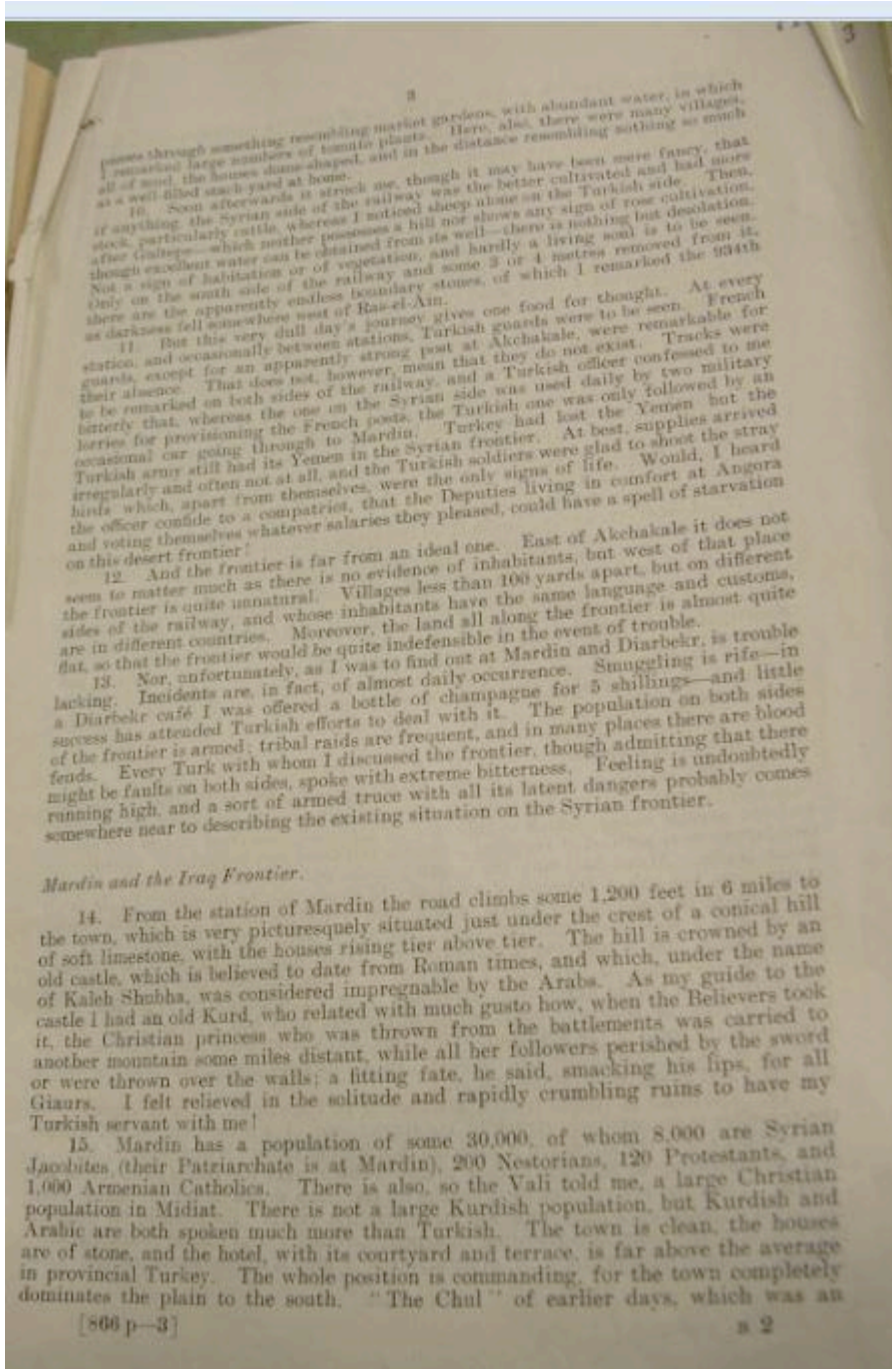 3
3
passes through something resembling market gardens, with abundant water, in which
I remarked large numbers of tomato plants. Here, also, there were many villages,
all of mud, the houses dome-shaped, and in the distance resembling nothing so much
as a well-filled stack-yard at home.
10. Soon afterwards it struck me, though it may have been mere fancy, that
if anything, the Syrian side of the railway was the better cultivated and had more
stock, particularly cattle, whereas I noticed sheep alone on the Turkish side. Then,
after Gultepe—which neither possesses a hill nor shows any sign of rose cultivation,
though excellent water can be obtained from its well—there is nothing but desolation.
Not a sign of habitation or of vegetation, and hardly a living soul is to be seen.
Only on the south side of the railway and some 3 or 4 metres removed from it,
there are the apparently endless boundary stones, of which I remarked the 934th
as darkness fell somewhere west of Ras-el-Ain.
11. But this very dull day's journey gives one food for thought. At every
station, and occasionally between stations, Turkish guards were to be seen. French
guards, except for an apparently strong post at Akchakale, were remarkable for
their absence. That does not, however, mean that they do not exist. Tracks were
to be remarked on both sides of the railway, and a Turkish officer confessed to me
bitterly that, whereas the one on the Syrian side was used daily by two military
lorries for provisioning the French posts, the Turkish one was only followed by an
occasional car going through to Mardin. Turkey had lost the Yemen but the
Turkish army still had its Yemen in the Syrian frontier. At best, supplies arrived
irregularly and often not at all, and the Turkish soldiers were glad to shoot the stray
birds which, apart from themselves, were the only signs of life. Would, I heard
the officer confide to a compatriot, that the Deputies living in comfort at Angora
and voting themselves whatever salaries they pleased, could have a spell of starvation
on this desert frontier!
12. And the frontier is far from an ideal one. East of Akchakale it does not
seem to matter much as there is no evidence of inhabitants, but west of that place
the frontier is quite unnatural. Villages less than 100 yards apart, but on different
sides of the railway, and whose inhabitants have the same language and customs,
are in different countries. Moreover, the land all along the frontier is almost quite
flat, so that the frontier would be quite indefensible in the event of trouble.
13. Nor, unfortunately, as I was to find out at Mardin and Diarbekr, is trouble
lacking. Incidents are, in fact, of almost daily occurrence. Smuggling is rife—in
a Diarbekr café I was offered a bottle of champagne for 5 shillings—and little
success has attended Turkish efforts to deal with it. The population on both sides
of the frontier is armed; tribal raids are frequent, and in many places there are blood
feuds. Every Turk with whom I discussed the frontier, though admitting that there
might be faults on both sides, spoke with extreme bitterness. Feeling is undoubtedly
running high, and a sort of armed truce with all its latent dangers probably comes
somewhere near to describing the existing situation on the Syrian frontier.
Mardin and the Iraq Frontier.
14. From the station of Mardin the road climbs some 1,200 feet in 6 miles to
the town, which is very picturesquely situated just under the crest of a conical hill
of soft limestone, with the houses rising tier above tier. The hill is crowned by an
old castle, which is believed to date from Roman times, and which, under the name
of Kaleh Shubha, was considered impregnable by the Arabs. As my guide to the
castle I had an old Kurd, who related with much gusto how, when the Believers took
it, the Christian princess who was thrown from the battlements was carried to
another mountain some miles distant, while all her followers perished by the sword
or were thrown over the walls; a fitting fate, he said, smacking his lips, for all
Giaurs. I felt relieved in the solitude and rapidly crumbling ruins to have my
Turkish servant with me!
15. Mardin has a population of some 30,000, of whom 8,000 are Syrian
Jacobites (their Patriarchate is at Mardin), 200 Nestorians, 120 Protestants, and
1,000 Armenian Catholics. There is also, so the Vali told me, a large Christian
population in Midiat. There is not a large Kurdish population, but Kurdish and
Arabic are both spoken much more than Turkish. The town is clean, the houses
are of stone, and the hotel, with its courtyard and terrace, is far above the average
in provincial Turkey. The whole position is commanding, for the town completely
dominates the plain to the south. "The Chul" of earlier days, which was an
[866 p—3] B 2